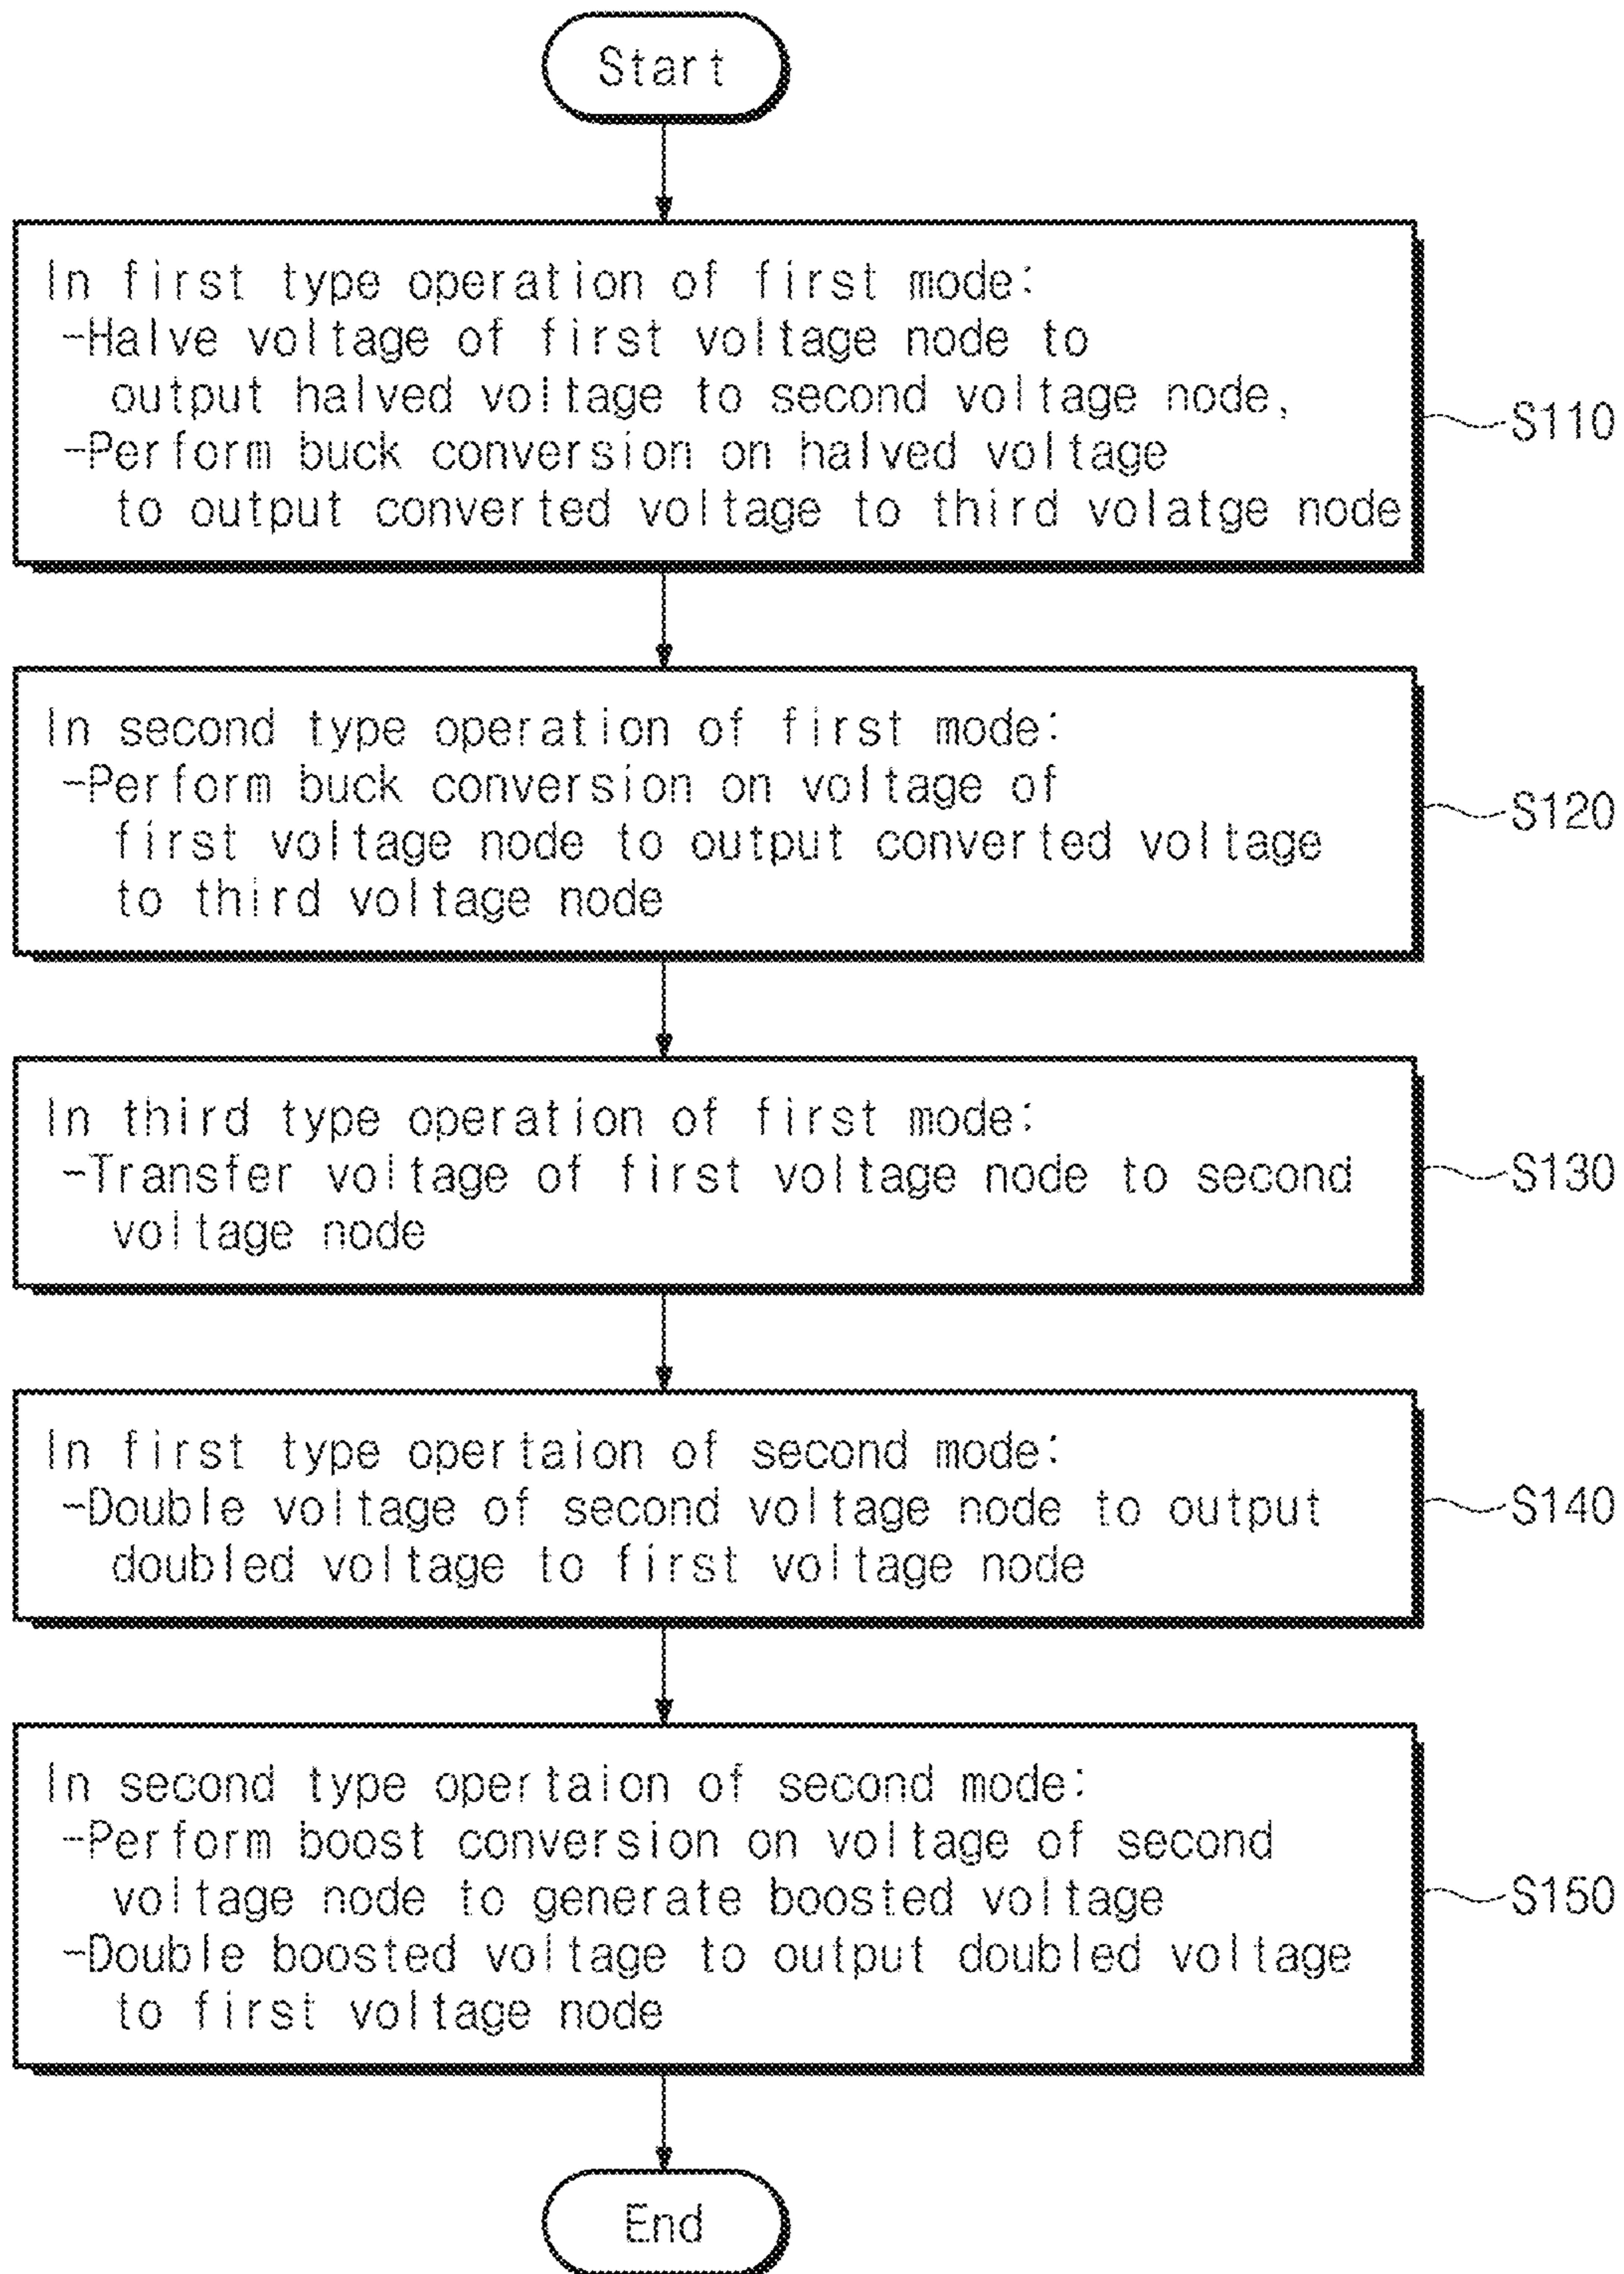 Start
In first type operation of first mode:
-Halve voltage of first voltage node to
output halved voltage to second voltage node,
-Perform buck conversion on halved voltage
to output converted voltage to third volatge node
S110
In second type operation of first mode:
-Perform buck conversion on voltage of
first voltage node to output converted voltage
to third voltage node
S120
In third type operation of first mode:
-Transfer voltage of first voltage node to second
voltage node
S130
In first type opertaion of second mode:
-Double voltage of second voltage node to output
doubled voltage to first voltage node
S140
In second type opertaion of second mode:
-Perform boost conversion on voltage of second
voltage node to generate boosted voltage
-Double boosted voltage to output doubled voltage
to first voltage node
S150
End